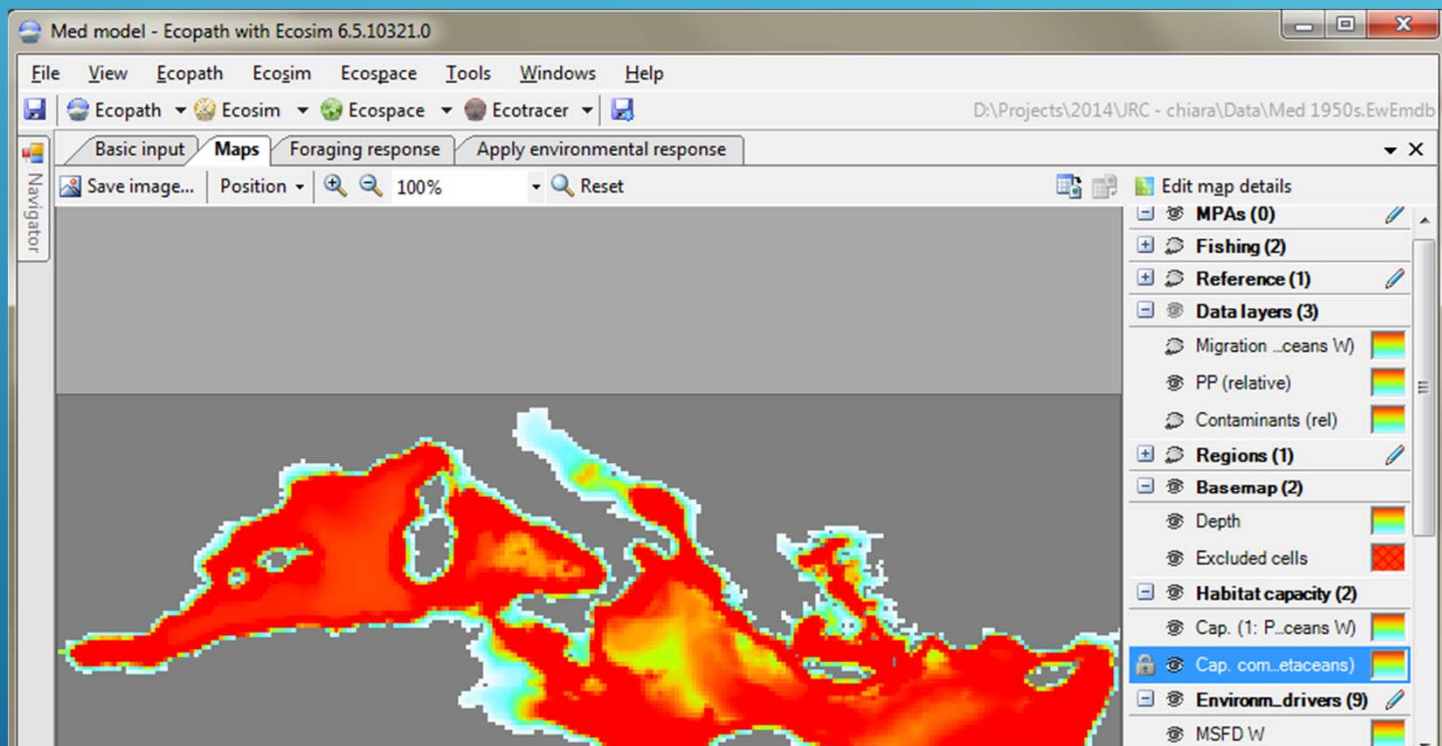 Med model - Ecopath with Ecosim 6.5.10321.0
File View Ecopath Ecosim Ecospace Tools Windows Help
Ecopath Ecosim Ecospace Ecotracer D:\Projects\2014\JRC - chiara\Data\Med 1950s.EwEmdb
Navigator
Basic input Maps Foraging response Apply environmental response
Save image... Position 100% Reset Edit map details
MPAs (0)
Fishing (2)
Reference (1)
Data layers (3)
Migration ...ceans W)
PP (relative)
Contaminants (rel)
Regions (1)
Basemap (2)
Depth
Excluded cells
Habitat capacity (2)
Cap. (1: P...ceans W)
Cap. com...etaceans)
Environm...drivers (9)
MSFD W